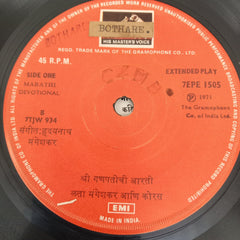 BOTHARE.
HIS MASTER'S VOICE
REGD. TRADE MARK OF THE GRAMOPHONE CO. LTD.
45 R.P.M.
EXTENDED PLAY
7EPE 1505
SIDE ONE
MARATHI
DEVOTIONAL
℗ 1971
The Gramophone
Co. of India Ltd.
B
7TJW 934
संगीत: हृदयनाथ
मंगेशकर
श्री गणपतीची आरती
लता मंगेशकर आणि कोरस
EMI
MADE IN INDIA